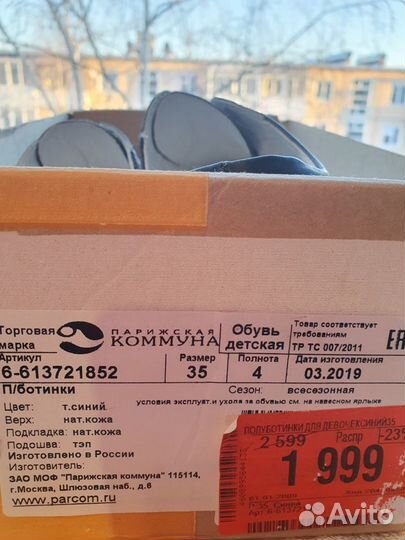 Торговая марка ПАРИЖСКАЯ КОММУНА Обувь детская Товар соответствует требованиям ТР ТС 007/2011
Артикул Размер Полнота Дата изготовления
6-613721852 35 4 03.2019
П/ботинки Сезон: всесезонная
условия эксплуат.и ухода за обувью см. на навесном ярлыке
Цвет: т.синий
Верх: нат.кожа
Подкладка: нат.кожа
Подошва: тэп
Изготовлено в России
Изготовитель:
ЗАО МОФ "Парижская коммуна" 115114,
г.Москва, Шлюзовая наб., д.6
www.parcom.ru
ПОЛУБОТИНКИ ДЛЯ ДЕВОЧЕК СИНИЙ 35
2 599 Распр -23%
1 999
Avito